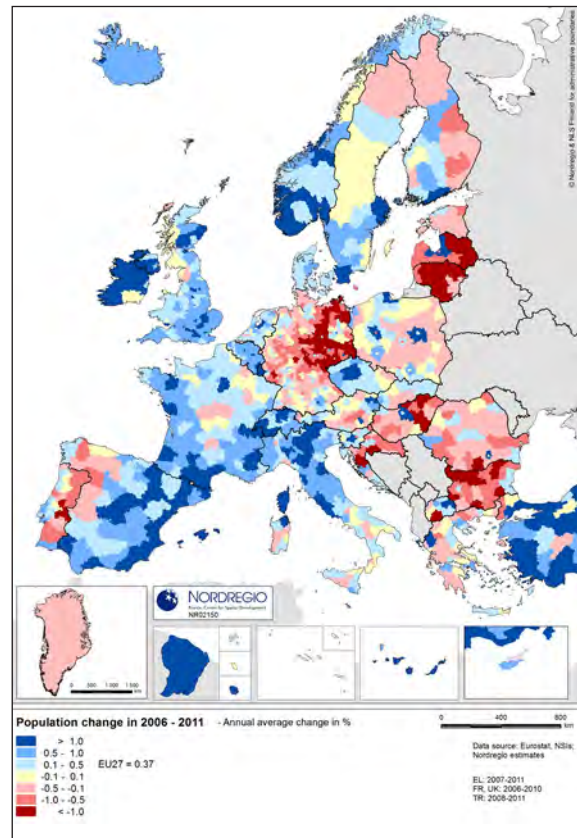 © Nordregio & NLS Finland for administrative boundaries
NORDREGIO
Nordic Centre for Spatial Development
NR02150
0 500 1 000 1 500
km
Population change in 2006 - 2011 - Annual average change in %
> 1.0
0.5 - 1.0
0.1 - 0.5
-0.1 - 0.1
-0.5 - -0.1
-1.0 - -0.5
< -1.0
EU27 = 0.37
0 400 800
km
Data source: Eurostat, NSIs;
Nordregio estimates
EL: 2007-2011
FR, UK: 2006-2010
TR: 2008-2011